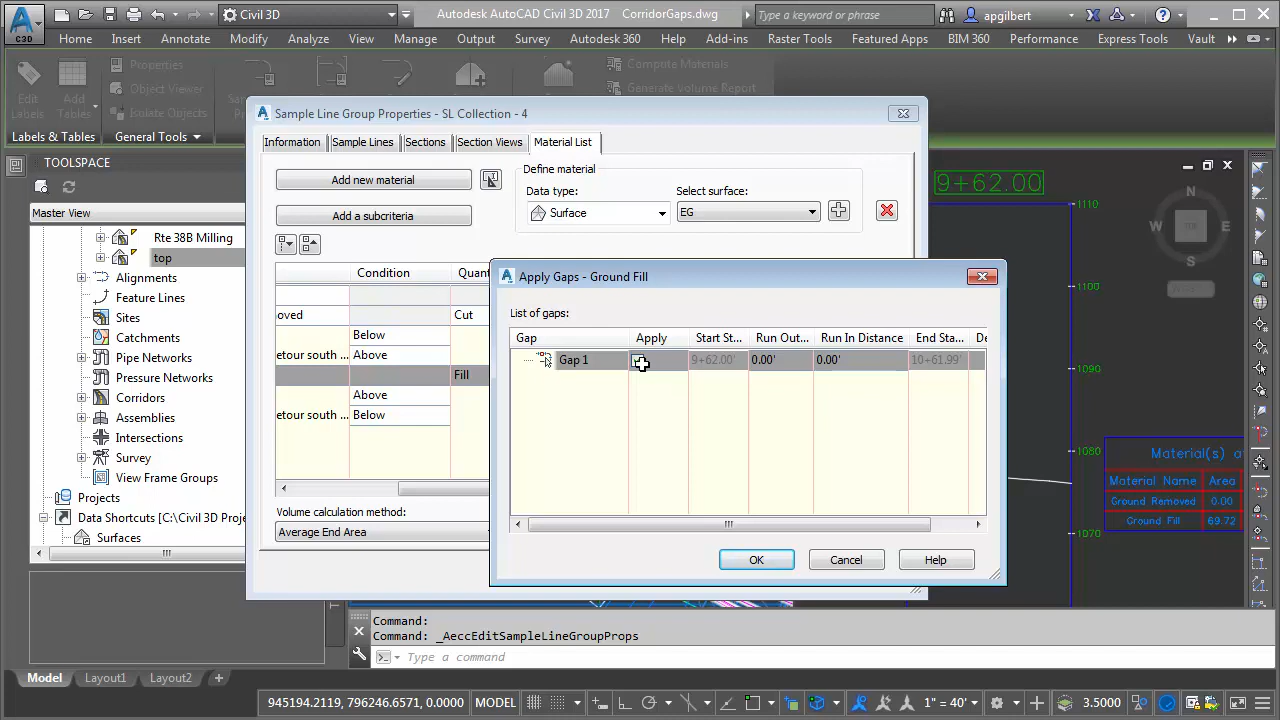 C3D
Civil 3D
Autodesk AutoCAD Civil 3D 2017 CorridorGaps.dwg
Type a keyword or phrase
apgilbert
Home Insert Annotate Modify Analyze View Manage Output Survey Autodesk 360 Help Add-ins Raster Tools Featured Apps BIM 360 Performance Express Tools Vault
Edit Labels
Add Tables
Properties
Object Viewer
Isolate Objects
Compute Materials
Generate Volume Report
Labels & Tables
General Tools
TOOLSPACE
Master View
Rte 38B Milling
top
Alignments
Feature Lines
Sites
Catchments
Pipe Networks
Pressure Networks
Corridors
Assemblies
Intersections
Survey
View Frame Groups
Projects
Data Shortcuts [C:\Civil 3D Proje
Surfaces
Sample Line Group Properties - SL Collection - 4
Information Sample Lines Sections Section Views Material List
Add new material
Add a subcriteria
Define material
Data type:
Surface
Select surface:
EG
Condition Quant
oved Cut
Below
etour south ... Above
Fill
Above
etour south ... Below
Volume calculation method:
Average End Area
Apply Gaps - Ground Fill
List of gaps:
Gap Apply Start St... Run Out... Run In Distance End Sta... De
Gap 1 9+62.00' 0.00' 0.00' 10+61.99'
OK Cancel Help
9+62.00
1110
1100
1090
1080
1070
N
W
E
S
Material(s) a
Material Name Area
Ground Removed 0.00
Ground Fill 69.72
Command:
Command: _AeccEditSampleLineGroupProps
Type a command
Model Layout1 Layout2 +
945194.2119, 796246.6571, 0.0000 MODEL
1" = 40'
3.5000